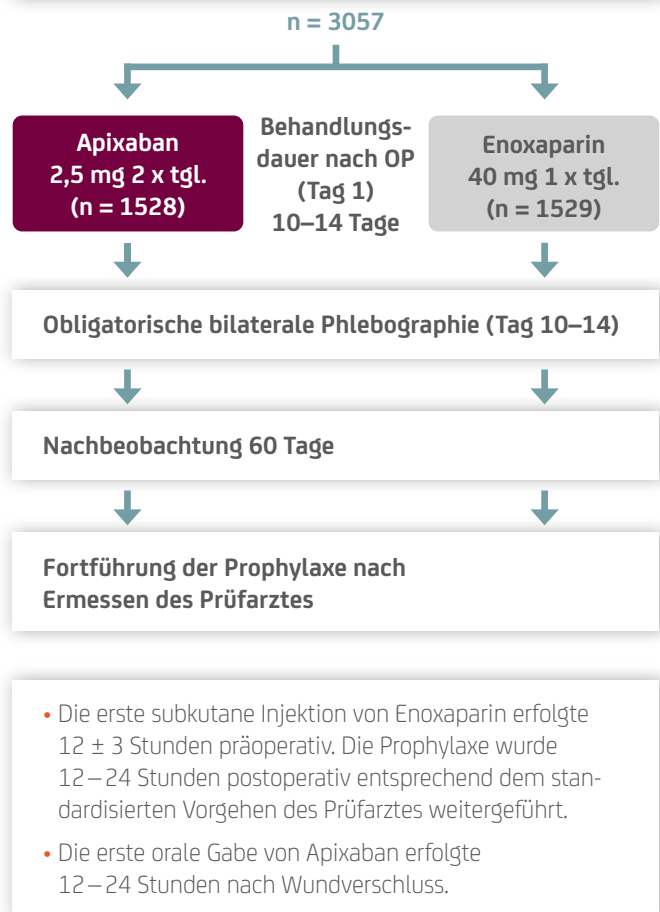 n = 3057
Apixaban
2,5 mg 2 x tgl.
(n = 1528)
Behandlungs-
dauer nach OP
(Tag 1)
10–14 Tage
Enoxaparin
40 mg 1 x tgl.
(n = 1529)
Obligatorische bilaterale Phlebographie (Tag 10–14)
Nachbeobachtung 60 Tage
Fortführung der Prophylaxe nach
Ermessen des Prüfarztes
• Die erste subkutane Injektion von Enoxaparin erfolgte
12 ± 3 Stunden präoperativ. Die Prophylaxe wurde
12–24 Stunden postoperativ entsprechend dem stan-
dardisierten Vorgehen des Prüfarztes weitergeführt.
• Die erste orale Gabe von Apixaban erfolgte
12–24 Stunden nach Wundverschluss.